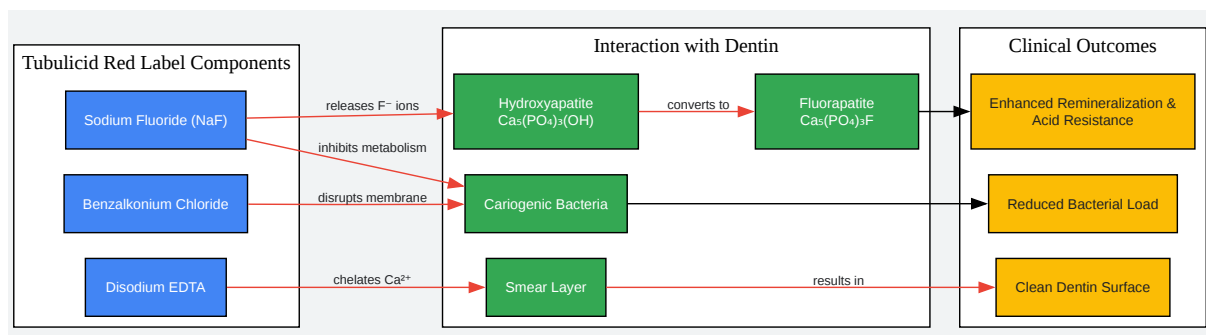 Tubulicid Red Label Components
Sodium Fluoride (NaF)
Benzalkonium Chloride
Disodium EDTA
releases F⁻ ions
inhibits metabolism
disrupts membrane
chelates Ca²⁺
Interaction with Dentin
Hydroxyapatite
Ca₅(PO₄)₃(OH)
converts to
Fluorapatite
Ca₅(PO₄)₃F
Cariogenic Bacteria
Smear Layer
results in
Clinical Outcomes
Enhanced Remineralization &
Acid Resistance
Reduced Bacterial Load
Clean Dentin Surface